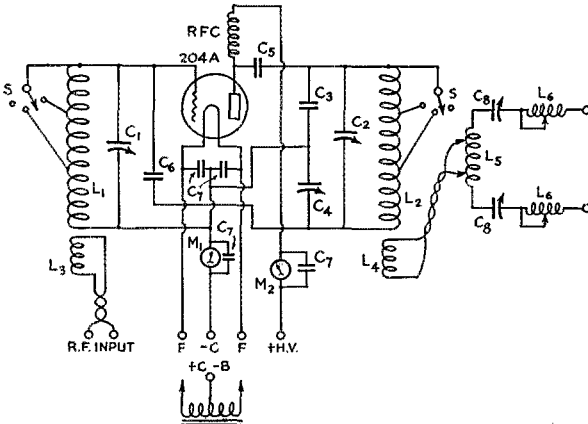 RFC
204A
C5
S
C1
L1
C6
C7
C3
C2
C4
S
L2
C8
L6
L5
C8
L6
L3
M1
C7
M2
C7
L4
R.F. INPUT
F -C F +H.V.
+C -B